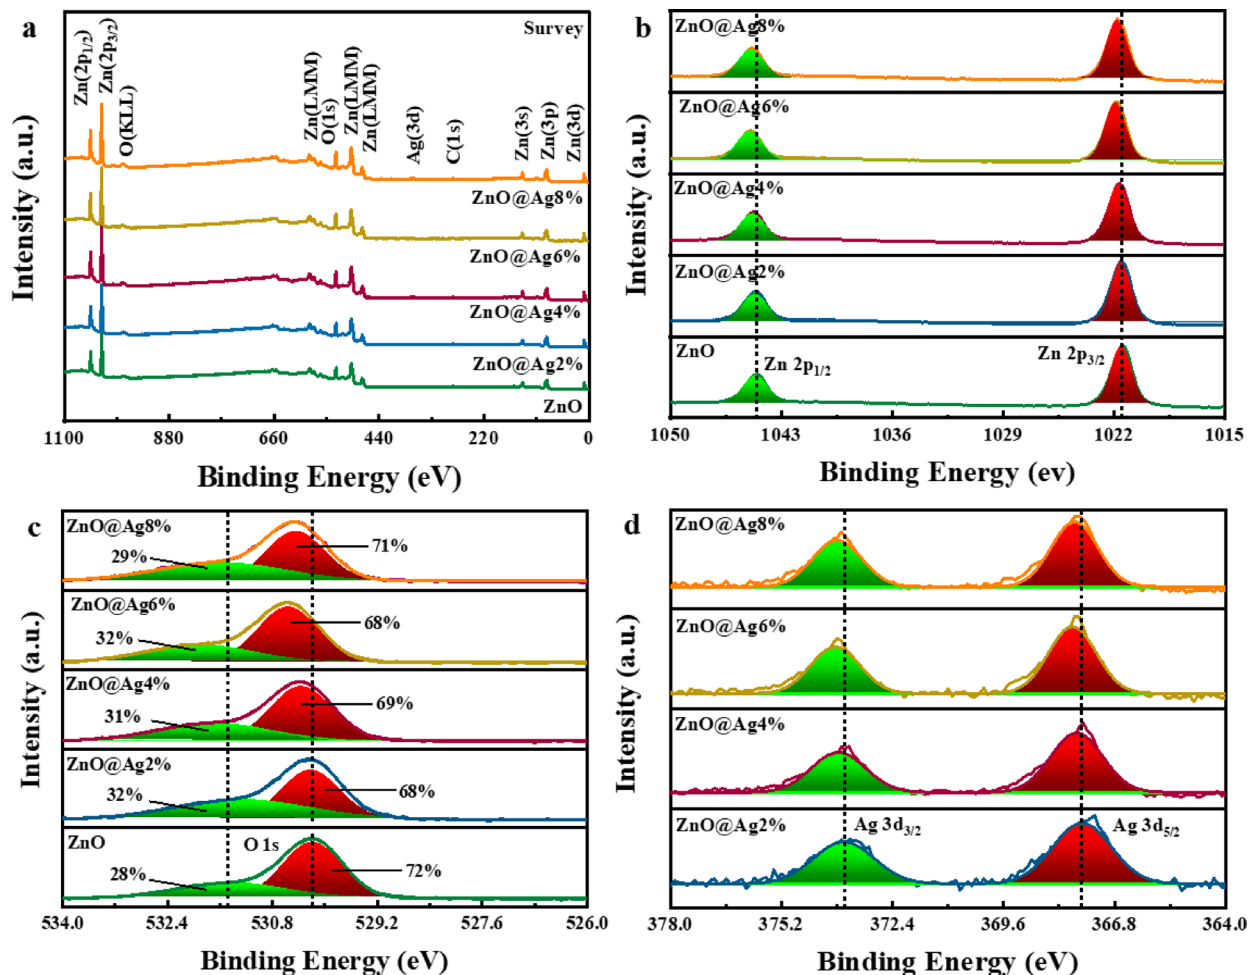 a
Survey
Zn(2p1/2)
Zn(2p3/2)
O(KLL)
Zn(LMM)
O(1s)
Zn(LMM)
Zn(LMM)
Ag(3d)
C(1s)
Zn(3s)
Zn(3p)
Zn(3d)
ZnO@Ag8%
ZnO@Ag6%
ZnO@Ag4%
ZnO@Ag2%
ZnO
Intensity (a.u.)
1100 880 660 440 220 0
Binding Energy (eV)
b
ZnO@Ag8%
ZnO@Ag6%
ZnO@Ag4%
ZnO@Ag2%
ZnO
Zn 2p1/2
Zn 2p3/2
Intensity (a.u.)
1050 1043 1036 1029 1022 1015
Binding Energy (ev)
c
ZnO@Ag8%
29%
71%
ZnO@Ag6%
32%
68%
ZnO@Ag4%
31%
69%
ZnO@Ag2%
32%
68%
ZnO
O 1s
28%
72%
Intensity (a.u.)
534.0 532.4 530.8 529.2 527.6 526.0
Binding Energy (eV)
d
ZnO@Ag8%
ZnO@Ag6%
ZnO@Ag4%
ZnO@Ag2%
Ag 3d3/2
Ag 3d5/2
Intensity (a.u.)
378.0 375.2 372.4 369.6 366.8 364.0
Binding Energy (eV)